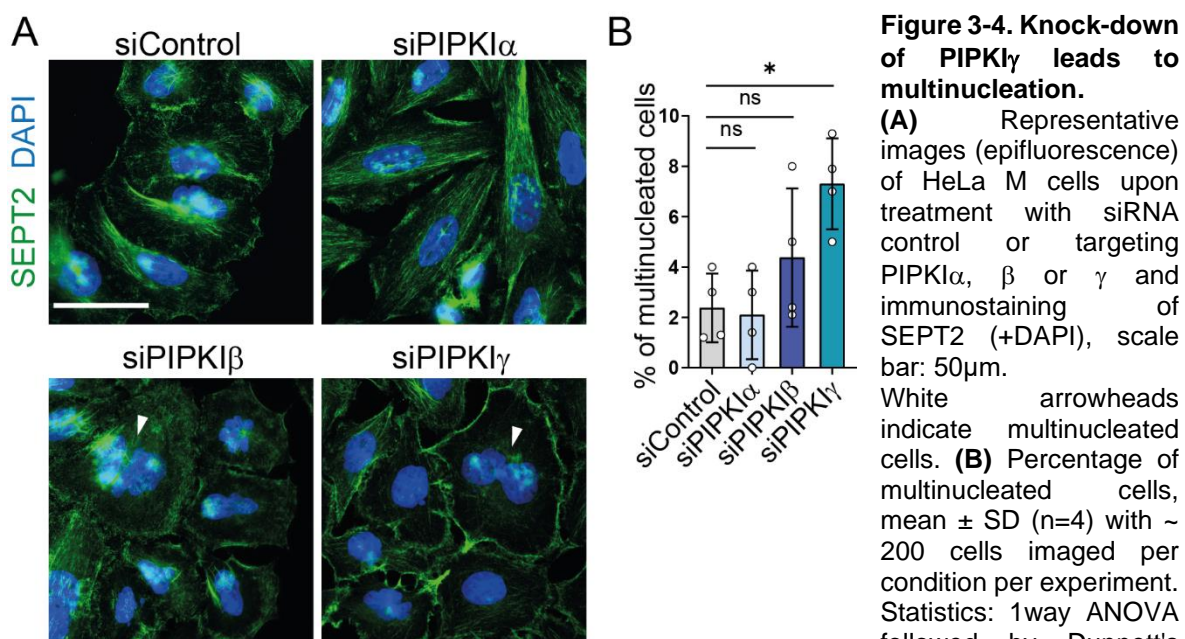 A
siControl
siPIPKIα
SEPT2 DAPI
siPIPKIβ
siPIPKIγ
B
*
ns
ns
% of multinucleated cells
10
8
6
4
2
0
siControl
siPIPKIα
siPIPKIβ
siPIPKIγ
Figure 3-4. Knock-down
of PIPKIγ leads to
multinucleation.
(A) Representative
images (epifluorescence)
of HeLa M cells upon
treatment with siRNA
control or targeting
PIPKIα, β or γ and
immunostaining of
SEPT2 (+DAPI), scale
bar: 50µm.
White arrowheads
indicate multinucleated
cells. (B) Percentage of
multinucleated cells,
mean ± SD (n=4) with ~
200 cells imaged per
condition per experiment.
Statistics: 1way ANOVA
followed by Dunnett's